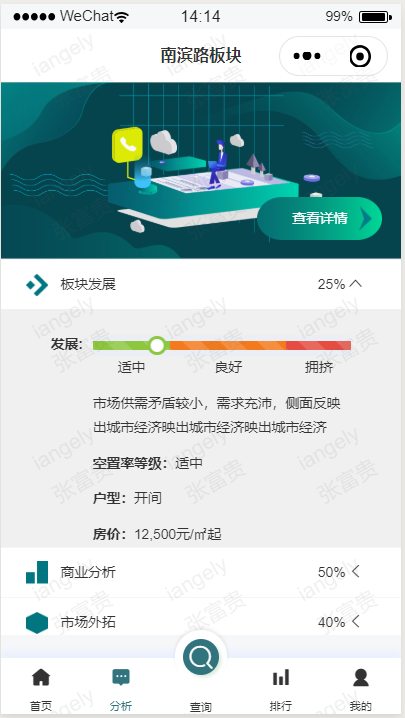 WeChat 14:14 99%
南滨路板块
查看详情
板块发展 25%
发展：
适中 良好 拥挤
市场供需矛盾较小，需求充沛，侧面反映
出城市经济映出城市经济映出城市经济
空置率等级：适中
户型：开间
房价：12,500元/㎡起
商业分析 50%
市场外拓 40%
首页 分析 查询 排行 我的
iangely
张富贵